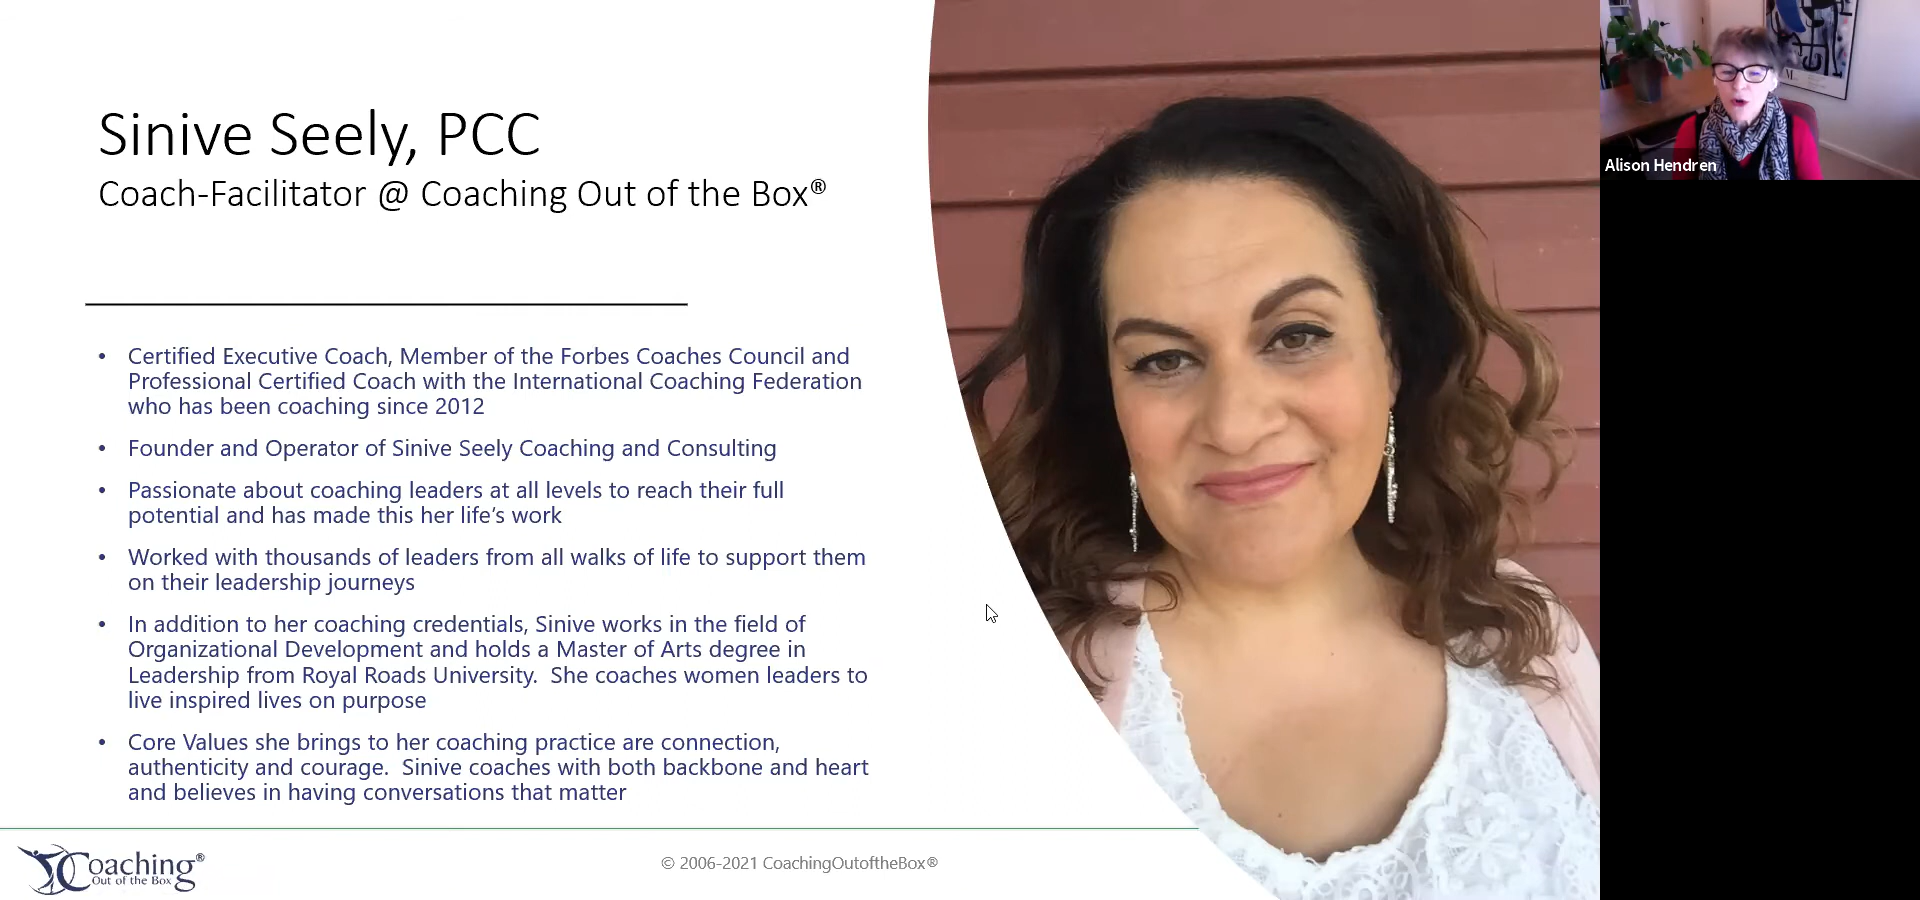 Sinive Seely, PCC
Coach-Facilitator @ Coaching Out of the Box®
• Certified Executive Coach, Member of the Forbes Coaches Council and
Professional Certified Coach with the International Coaching Federation
who has been coaching since 2012
• Founder and Operator of Sinive Seely Coaching and Consulting
• Passionate about coaching leaders at all levels to reach their full
potential and has made this her life’s work
• Worked with thousands of leaders from all walks of life to support them
on their leadership journeys
• In addition to her coaching credentials, Sinive works in the field of
Organizational Development and holds a Master of Arts degree in
Leadership from Royal Roads University.  She coaches women leaders to
live inspired lives on purpose
• Core Values she brings to her coaching practice are connection,
authenticity and courage.  Sinive coaches with both backbone and heart
and believes in having conversations that matter
Coaching®
Out of the Box
© 2006-2021 CoachingOutoftheBox®
Alison Hendren